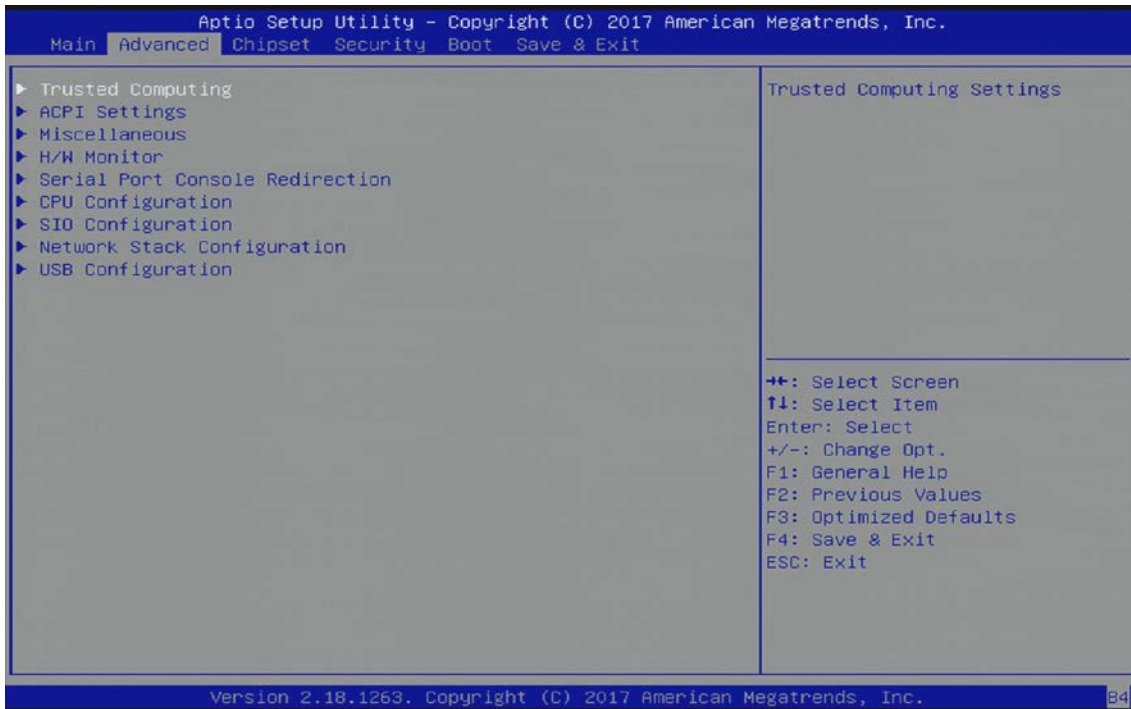 Aptio Setup Utility – Copyright (C) 2017 American Megatrends, Inc.
Main Advanced Chipset Security Boot Save & Exit
▶ Trusted Computing
▶ ACPI Settings
▶ Miscellaneous
▶ H/W Monitor
▶ Serial Port Console Redirection
▶ CPU Configuration
▶ SIO Configuration
▶ Network Stack Configuration
▶ USB Configuration
Trusted Computing Settings
→←: Select Screen
↑↓: Select Item
Enter: Select
+/-: Change Opt.
F1: General Help
F2: Previous Values
F3: Optimized Defaults
F4: Save & Exit
ESC: Exit
Version 2.18.1263. Copyright (C) 2017 American Megatrends, Inc.
B4